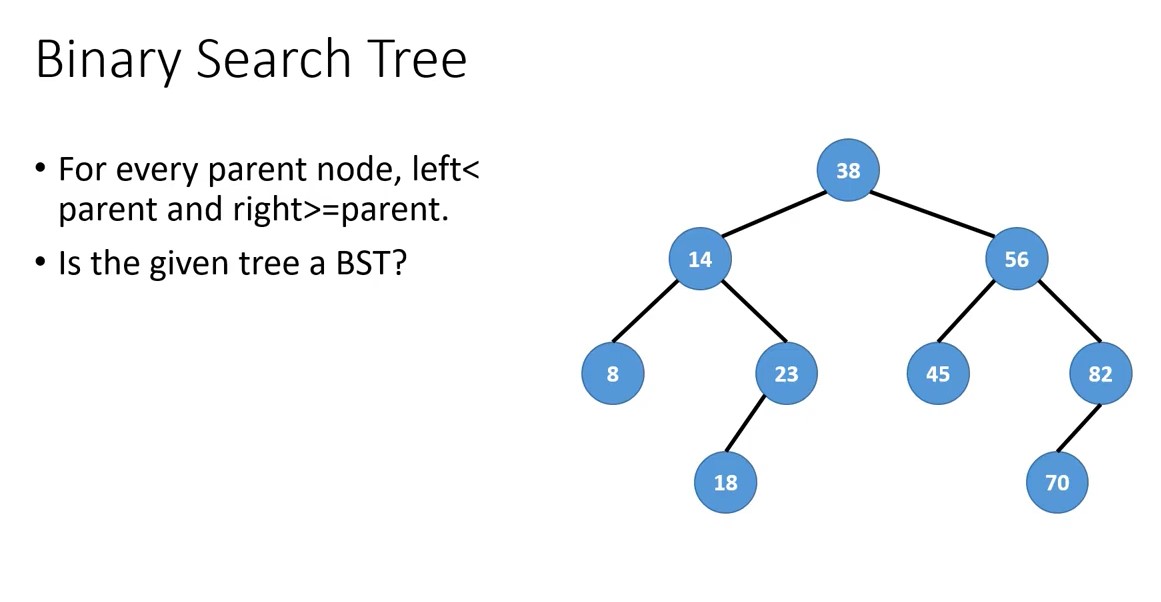 Binary Search Tree
• For every parent node, left<
parent and right>=parent.
• Is the given tree a BST?
38
14
56
8
23
45
82
18
70